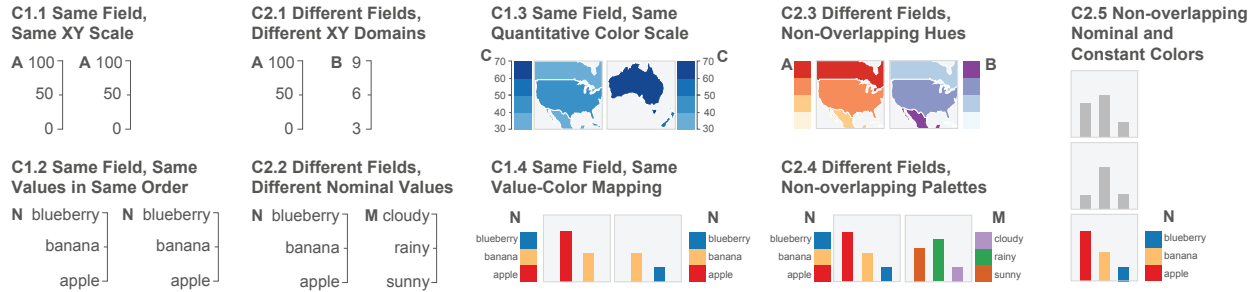 C1.1 Same Field,
Same XY Scale
A 100 A 100
50 50
0 0
C2.1 Different Fields,
Different XY Domains
A 100 B 9
50 6
0 3
C1.3 Same Field, Same
Quantitative Color Scale
C 70 70 C
60 60
50 50
40 40
30 30
C2.3 Different Fields,
Non-Overlapping Hues
A B
C2.5 Non-overlapping
Nominal and
Constant Colors
N
blueberry
banana
apple
C1.2 Same Field, Same
Values in Same Order
N blueberry N blueberry
banana banana
apple apple
C2.2 Different Fields,
Different Nominal Values
N blueberry M cloudy
banana rainy
apple sunny
C1.4 Same Field, Same
Value-Color Mapping
N N
blueberry blueberry
banana banana
apple apple
C2.4 Different Fields,
Non-overlapping Palettes
N M
blueberry cloudy
banana rainy
apple sunny